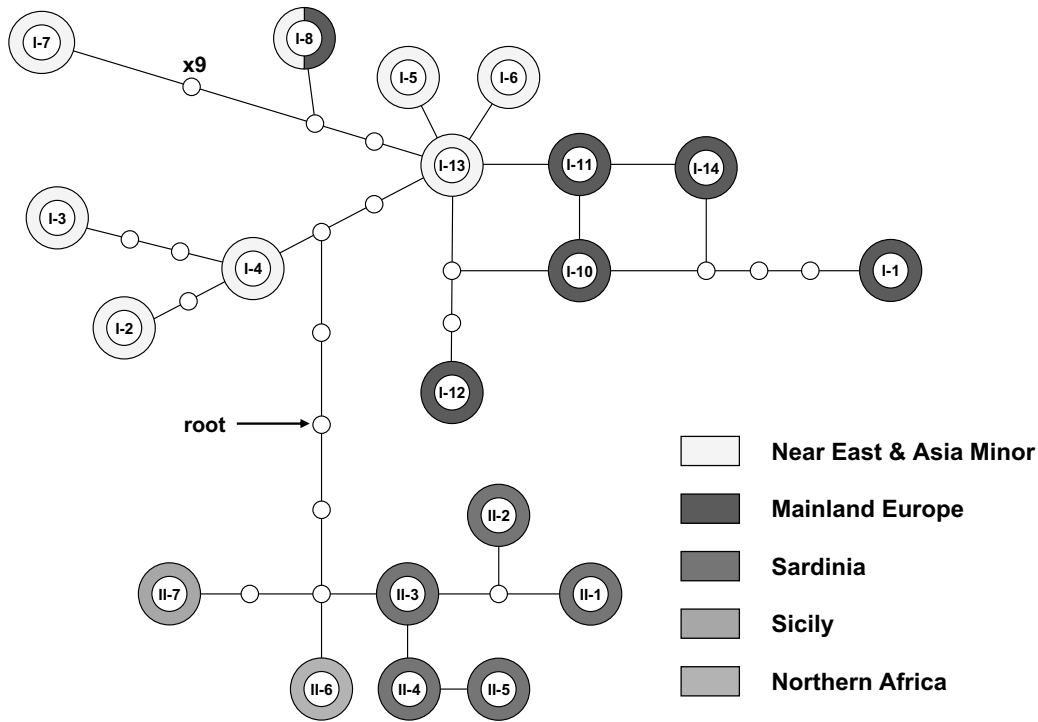 I-7
I-8
x9
I-5
I-6
I-13
I-11
I-14
I-3
I-4
I-10
I-1
I-2
I-12
root
Near East & Asia Minor
Mainland Europe
II-2
Sardinia
II-7
II-3
II-1
Sicily
II-6
II-4
II-5
Northern Africa